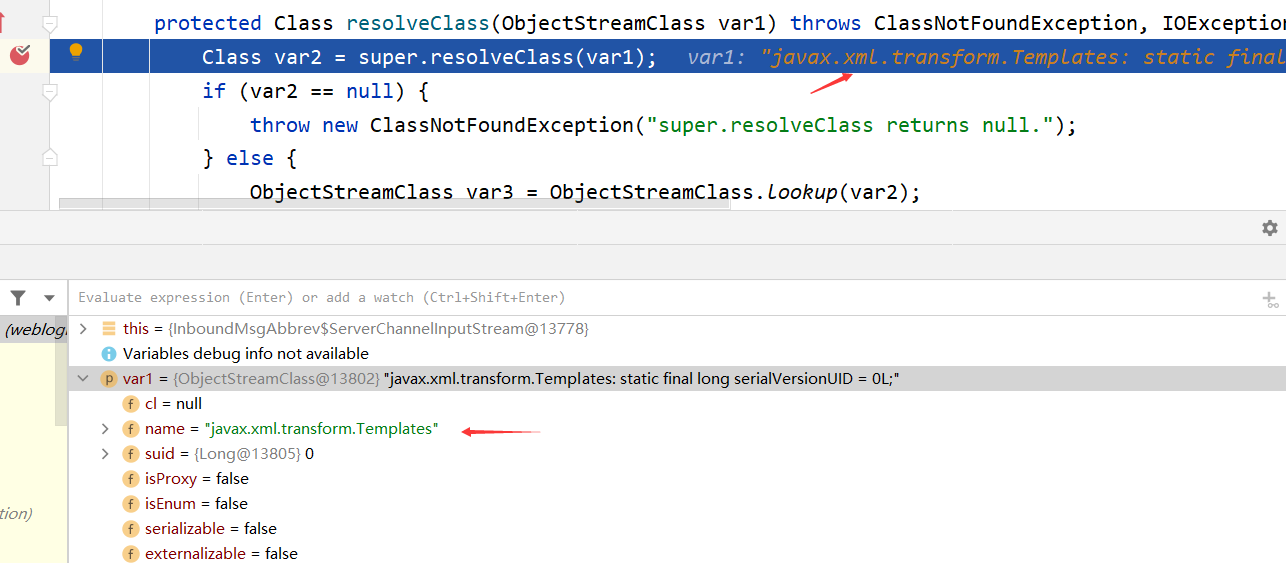 protected Class resolveClass(ObjectStreamClass var1) throws ClassNotFoundException, IOException
Class var2 = super.resolveClass(var1); var1: "javax.xml.transform.Templates: static final
if (var2 == null) {
throw new ClassNotFoundException("super.resolveClass returns null.");
} else {
ObjectStreamClass var3 = ObjectStreamClass.lookup(var2);
Evaluate expression (Enter) or add a watch (Ctrl+Shift+Enter)
(weblog
this = {InboundMsgAbbrev$ServerChannelInputStream@13778}
Variables debug info not available
var1 = {ObjectStreamClass@13802} "javax.xml.transform.Templates: static final long serialVersionUID = 0L;"
cl = null
name = "javax.xml.transform.Templates"
suid = {Long@13805} 0
isProxy = false
isEnum = false
tion)
serializable = false
externalizable = false